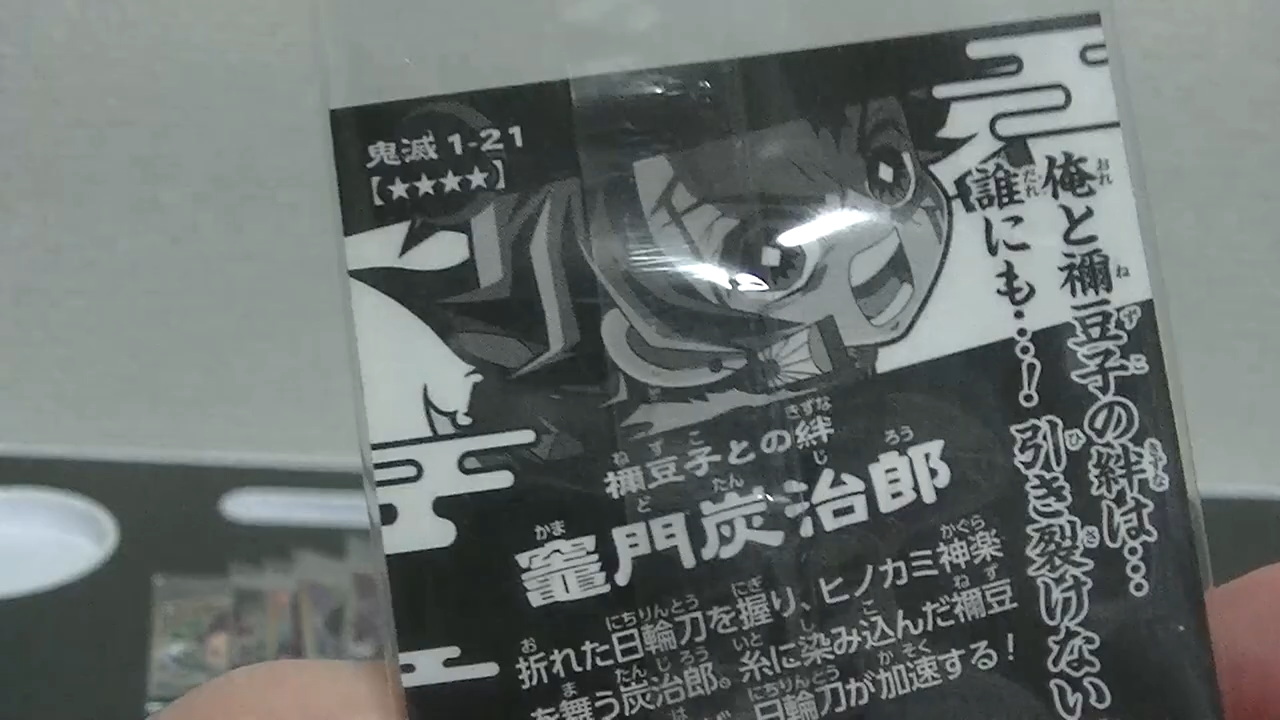 鬼滅 1-21
【★★★★】
俺と禰豆子の絆は…
誰にも…！引き裂けない
禰豆子との絆
竈門炭治郎
折れた日輪刀を握り、ヒノカミ神楽
を舞う炭治郎。糸に染み込んだ禰豆
日輪刀が加速する！